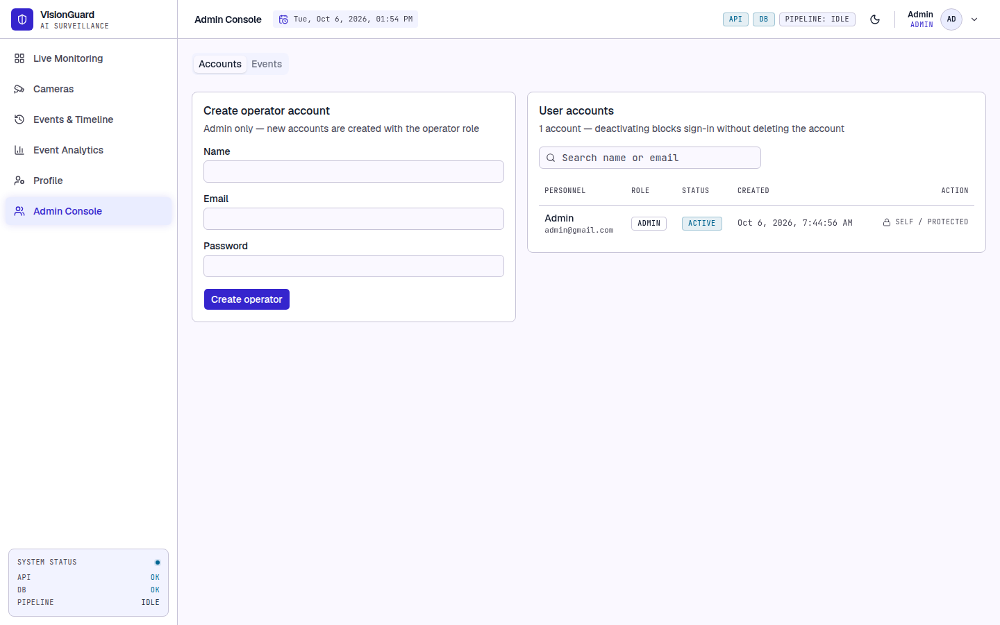 VisionGuard
AI SURVEILLANCE
Live Monitoring
Cameras
Events & Timeline
Event Analytics
Profile
Admin Console
SYSTEM STATUS
API OK
DB OK
PIPELINE IDLE
Admin Console
Tue, Oct 6, 2026, 01:54 PM
API
DB
PIPELINE: IDLE
Admin
ADMIN
AD
Accounts
Events
Create operator account
Admin only — new accounts are created with the operator role
Name
Email
Password
Create operator
User accounts
1 account — deactivating blocks sign-in without deleting the account
Search name or email
PERSONNEL ROLE STATUS CREATED ACTION
Admin
admin@gmail.com
ADMIN
ACTIVE
Oct 6, 2026, 7:44:56 AM
SELF / PROTECTED